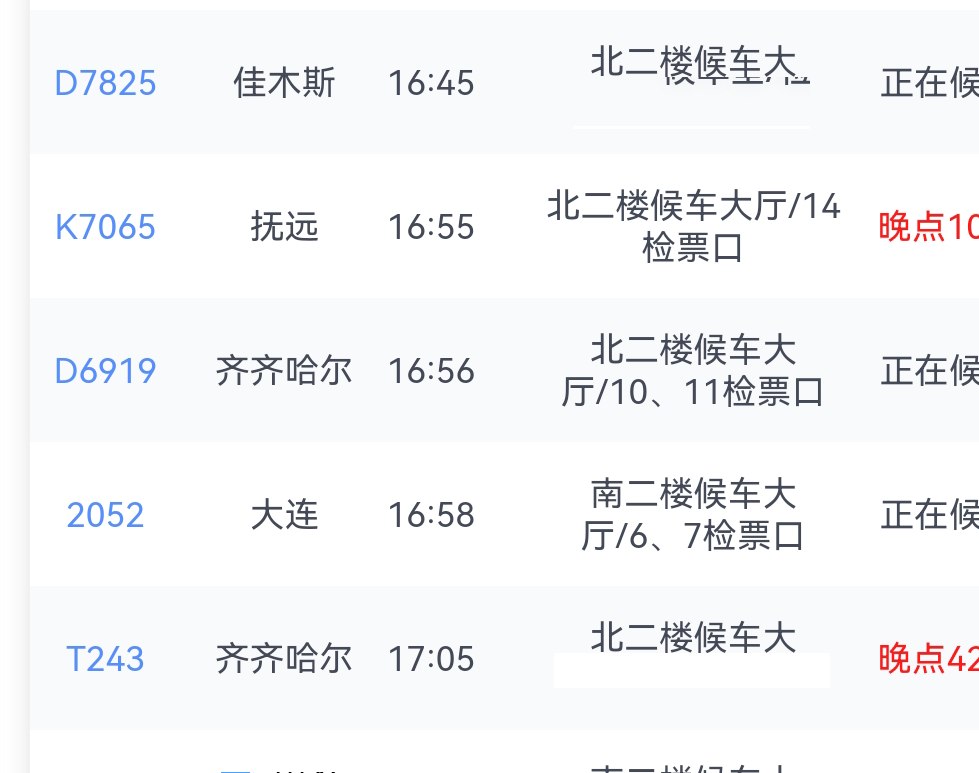 D7825 佳木斯 16:45 北二楼候车大 正在候
K7065 抚远 16:55 北二楼候车大厅/14
检票口 晚点10
D6919 齐齐哈尔 16:56 北二楼候车大
厅/10、11检票口 正在候
2052 大连 16:58 南二楼候车大
厅/6、7检票口 正在候
T243 齐齐哈尔 17:05 北二楼候车大 晚点42